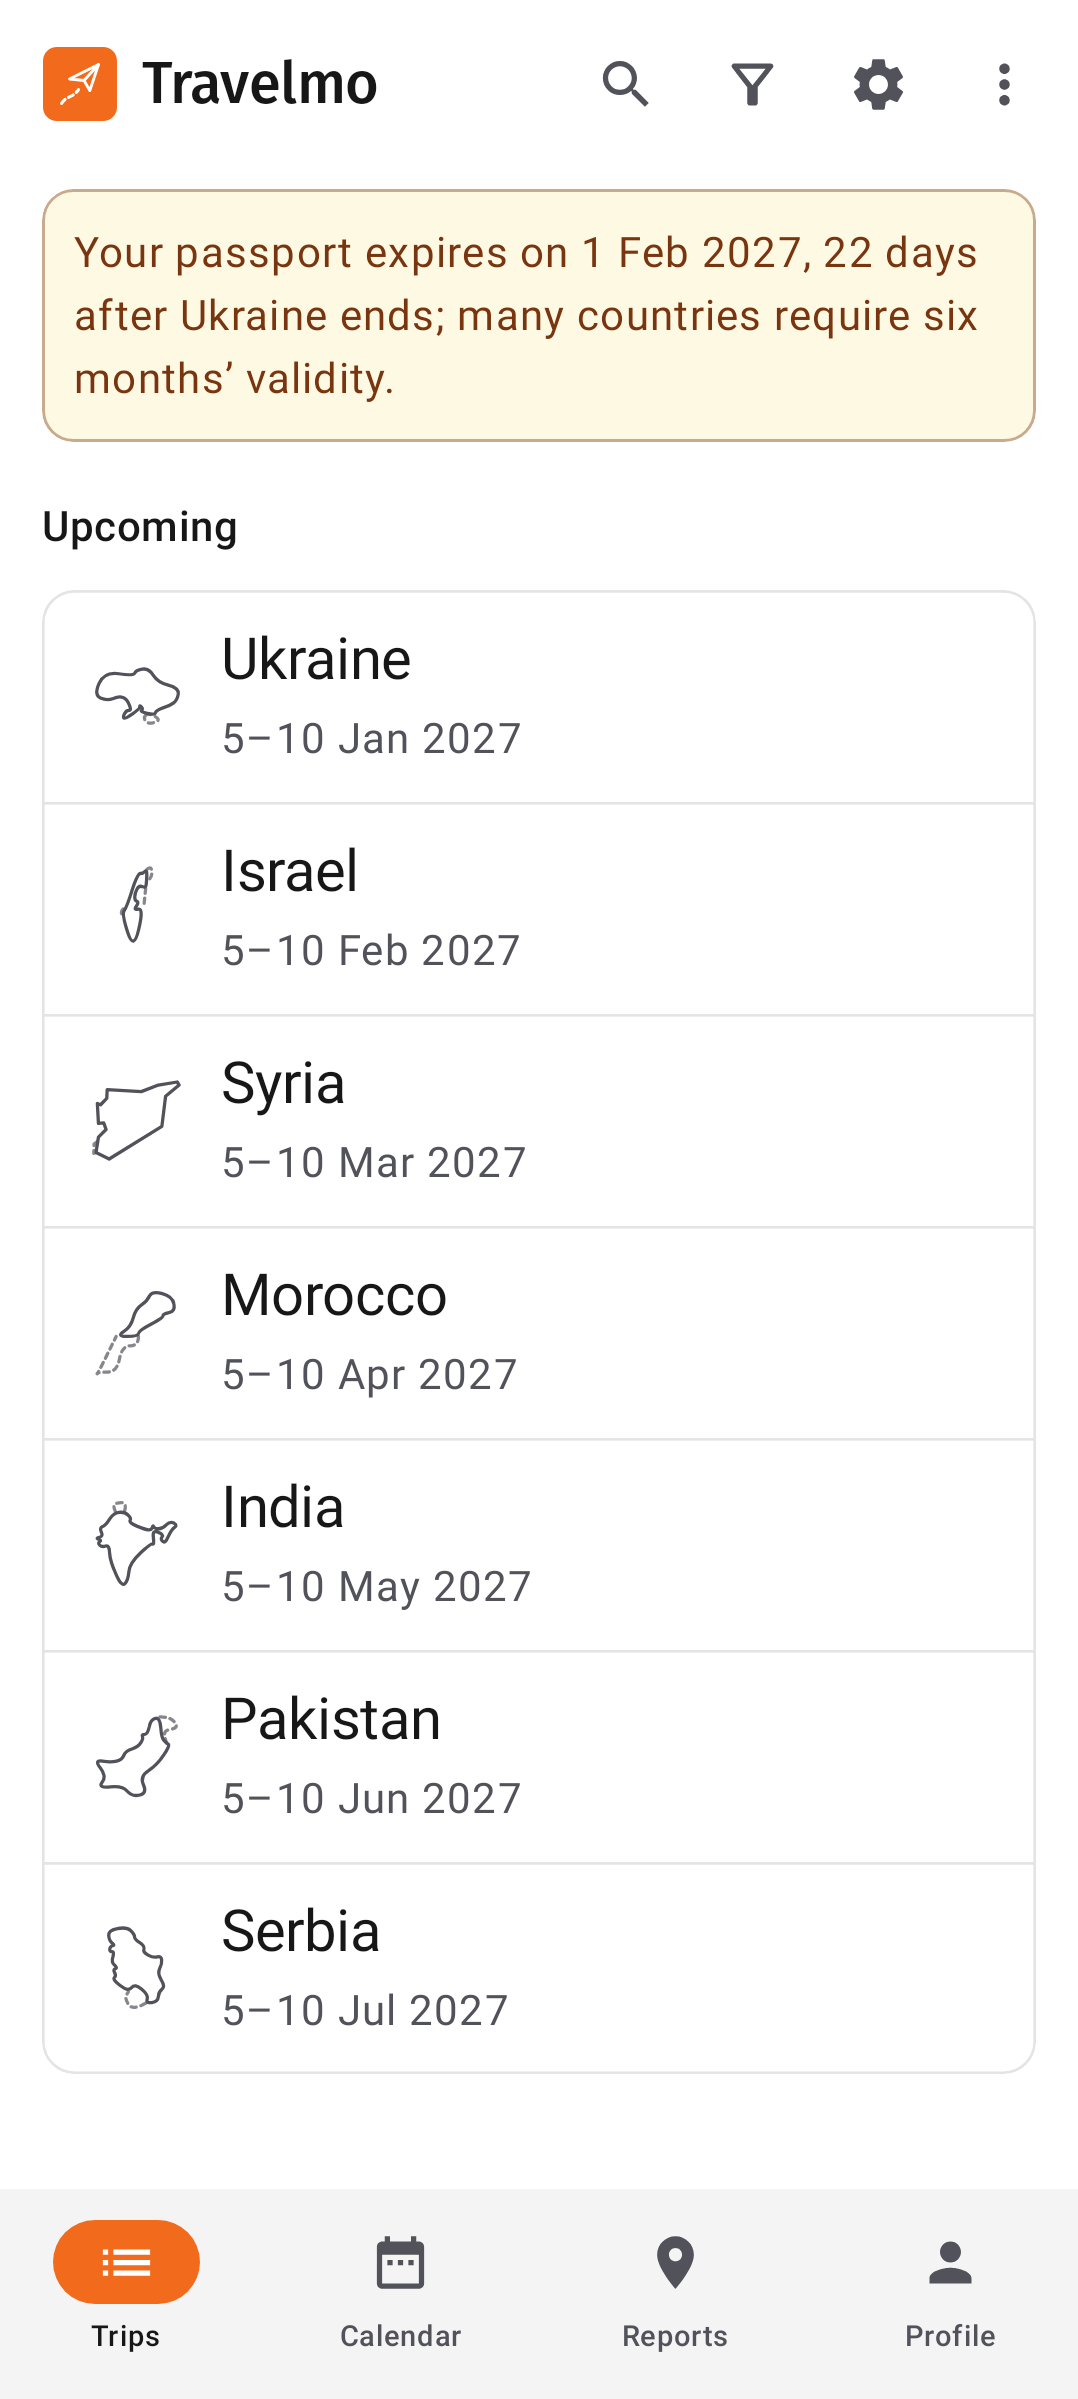 Travelmo
Your passport expires on 1 Feb 2027, 22 days
after Ukraine ends; many countries require six
months’ validity.
Upcoming
Ukraine
5–10 Jan 2027
Israel
5–10 Feb 2027
Syria
5–10 Mar 2027
Morocco
5–10 Apr 2027
India
5–10 May 2027
Pakistan
5–10 Jun 2027
Serbia
5–10 Jul 2027
Trips
Calendar
Reports
Profile